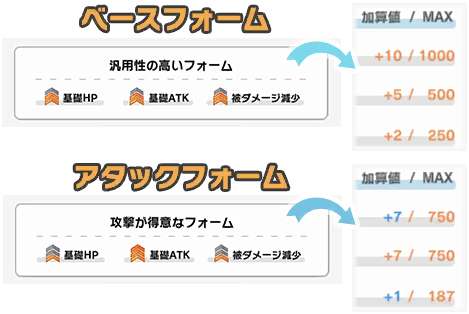 ベースフォーム
汎用性の高いフォーム
基礎HP 基礎ATK 被ダメージ減少
加算値 / MAX
+10 / 1000
+5 / 500
+2 / 250
アタックフォーム
攻撃が得意なフォーム
基礎HP 基礎ATK 被ダメージ減少
加算値 / MAX
+7 / 750
+7 / 750
+1 / 187